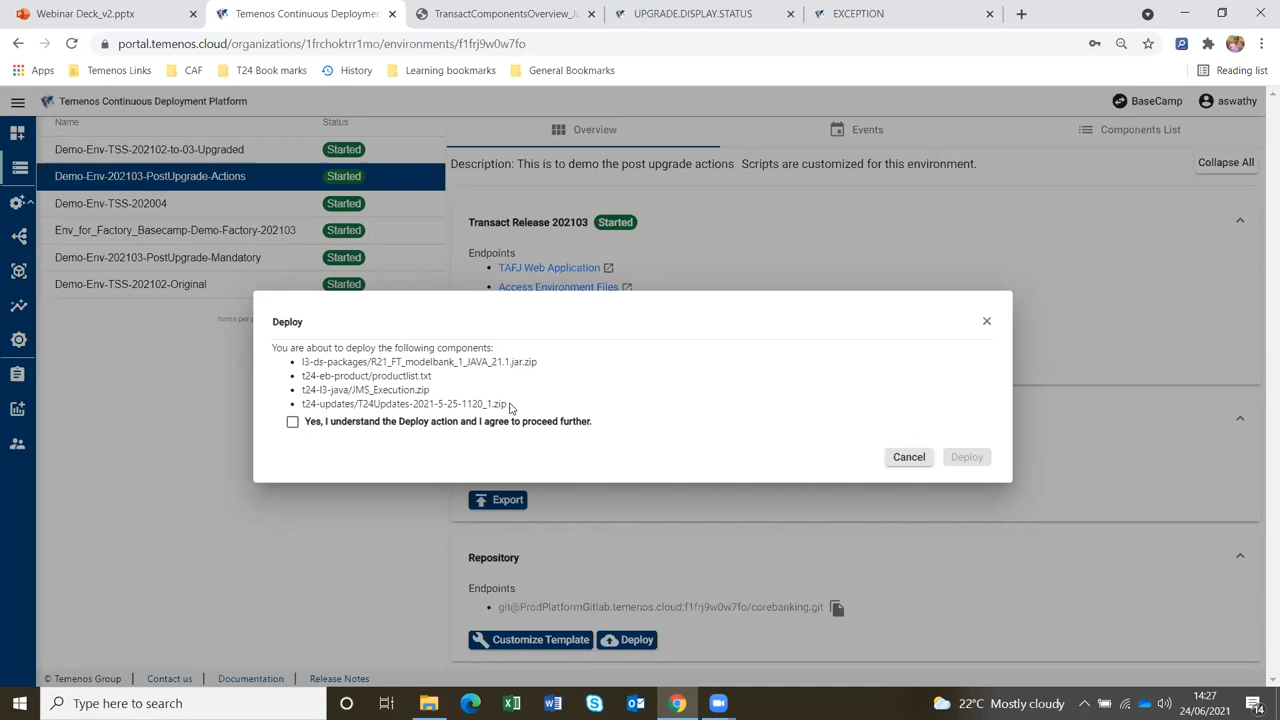 Webinar Deck_v2.pptx
Temenos Continuous Deploymen
TransactComponentsOverview_Ju
UPGRADE.DISPLAY.STATUS
EXCEPTION
portal.temenos.cloud/organizations/1frchoktrr1mo/environments/f1frj9w0w7fo
Apps
Temenos Links
CAF
T24 Book marks
History
Learning bookmarks
General Bookmarks
Reading list
Temenos Continuous Deployment Platform
BaseCamp
aswathy
Name
Status
Overview
Events
Components List
Demo-Env-TSS-202102-to-03-Upgraded
Started
Demo-Env-202103-PostUpgrade-Actions
Started
Demo-Env-TSS-202004
Started
Env_for_Factory_Basecamp-Demo-Factory-202103
Started
Demo-Env-202103-PostUpgrade-Mandatory
Started
Demo-Env-TSS-202102-Original
Started
Items per p
Description: This is to demo the post upgrade actions Scripts are customized for this environment.
Collapse All
Transact Release 202103
Started
Endpoints
TAFJ Web Application
Access Environment Files
Deploy
You are about to deploy the following components:
l3-ds-packages/R21_FT_modelbank_1_JAVA_21.1.jar.zip
t24-eb-product/productlist.txt
t24-l3-java/JMS_Execution.zip
t24-updates/T24Updates-2021-5-25-1120_1.zip
Yes, I understand the Deploy action and I agree to proceed further.
Cancel
Deploy
Export
Repository
Endpoints
git@ProdPlatformGitlab.temenos.cloud:f1frj9w0w7fo/corebanking.git
Customize Template
Deploy
© Temenos Group
Contact us
Documentation
Release Notes
Type here to search
22°C Mostly cloudy
14:27
24/06/2021
14